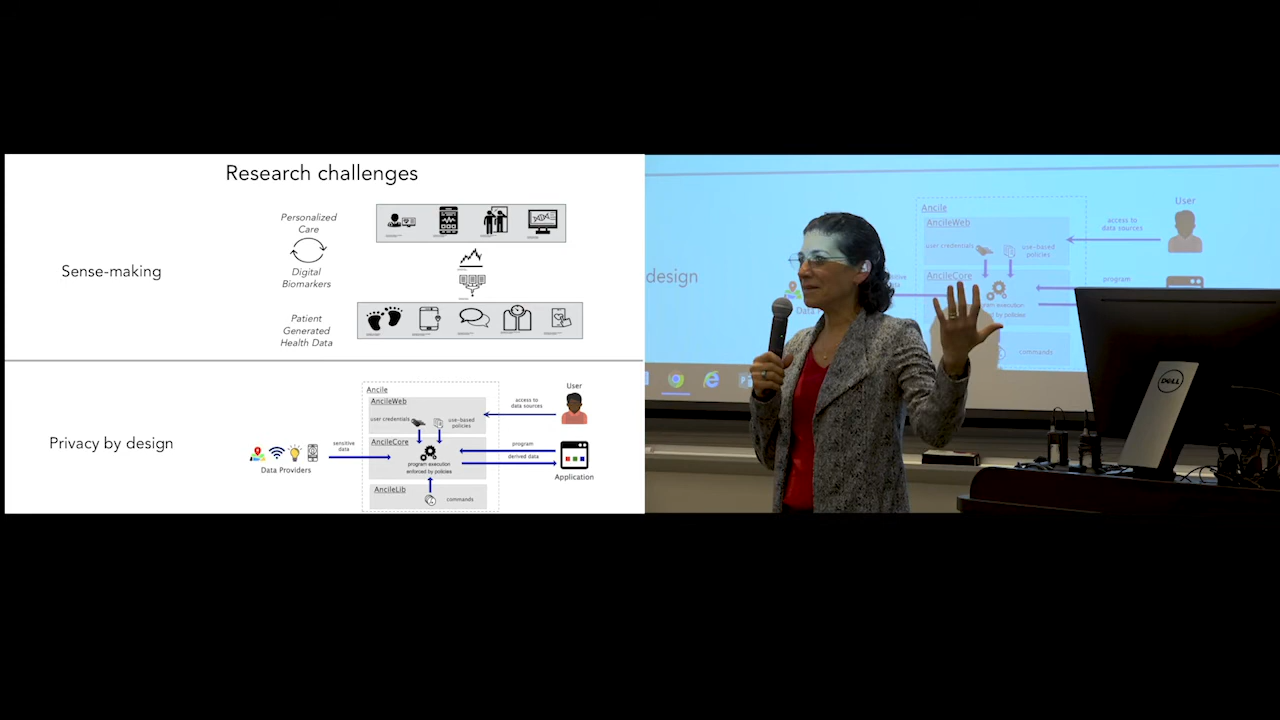 Research challenges
Personalized
Care
Sense-making
Digital
Biomarkers
Patient
Generated
Health Data
Privacy by design
Data Providers
sensitive
data
Ancile
AncileWeb
user credentials
use-based
policies
AncileCore
program execution
enforced by policies
AncileLib
commands
User
access to
data sources
program
derived data
Application
design
Ancile
AncileWeb
user credentials
use-based
policies
AncileCore
by policies
commands
User
access to
data sources
program
DELL